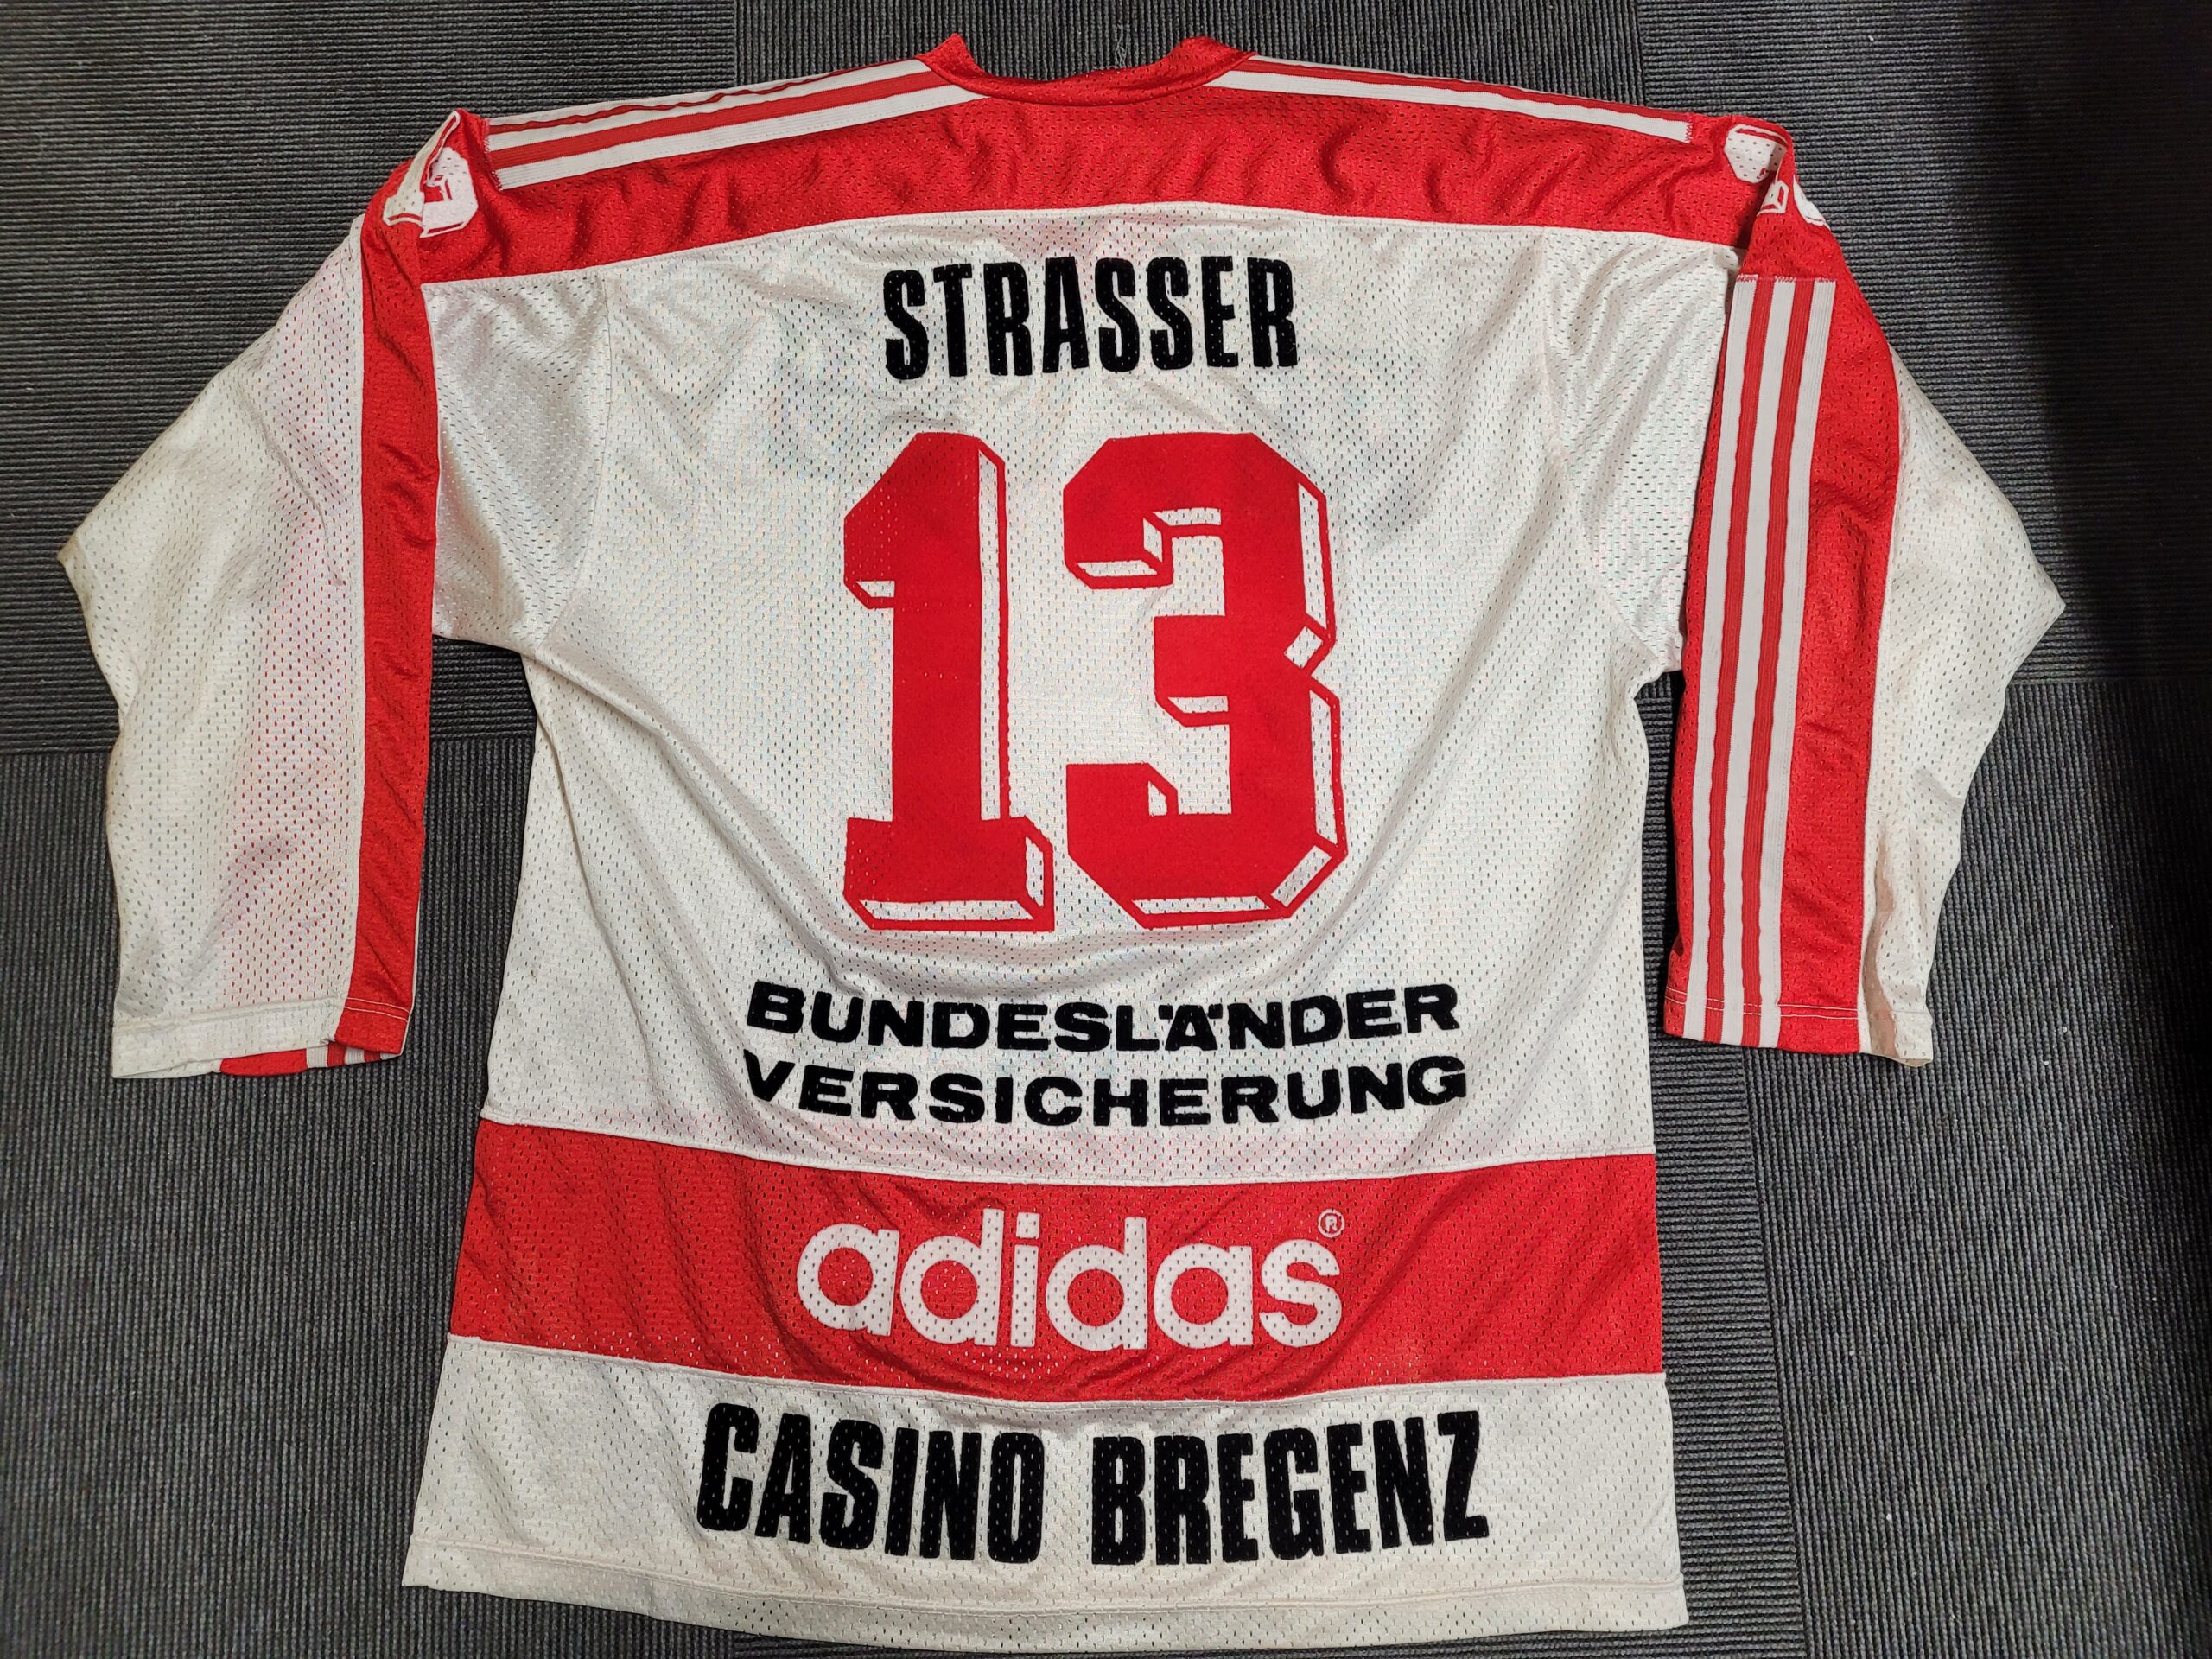 STRASSER
13
BUNDESLÄNDER
VERSICHERUNG
adidas®
CASINO BREGENZ